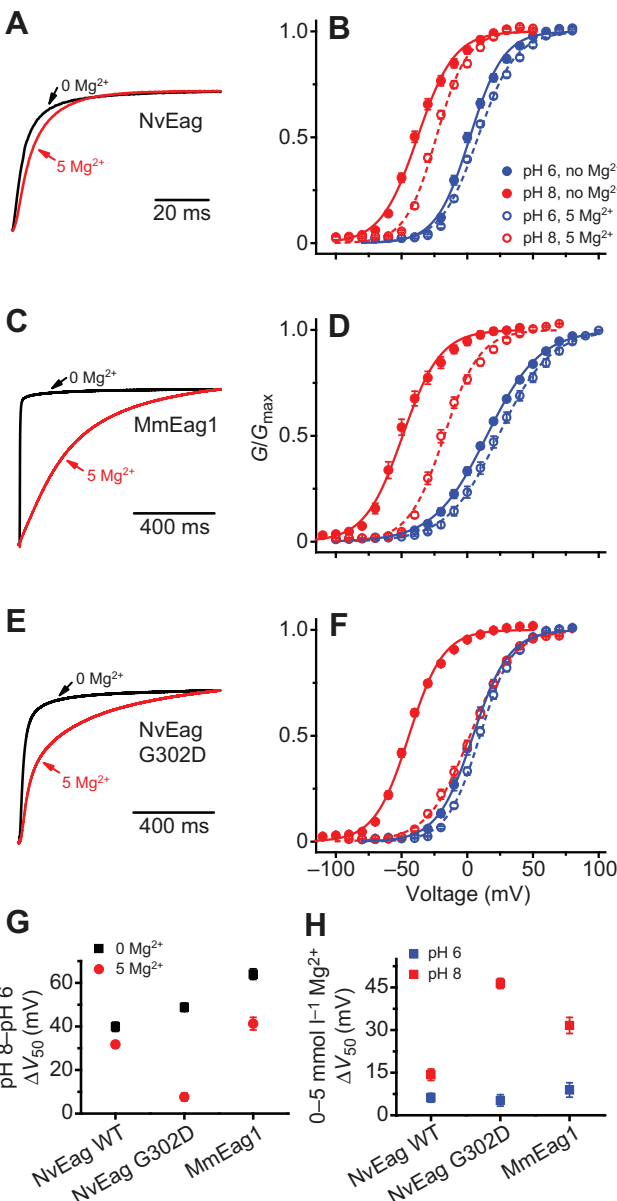 A
0 Mg2+
NvEag
5 Mg2+
20 ms
B
1.0
0.5
0
pH 6, no Mg2
pH 8, no Mg2
pH 6, 5 Mg2+
pH 8, 5 Mg2+
C
0 Mg2+
MmEag1
5 Mg2+
400 ms
D
1.0
0.5
0
G/Gmax
E
0 Mg2+
NvEag
G302D
5 Mg2+
400 ms
F
1.0
0.5
0
–100 –50 0 50 100
Voltage (mV)
G
0 Mg2+
5 Mg2+
60
40
20
0
pH 8–pH 6
ΔV50 (mV)
NvEag WT
NvEag G302D
MmEag1
H
pH 6
pH 8
45
30
15
0
0–5 mmol l–1 Mg2+
ΔV50 (mV)
NvEag WT
NvEag G302D
MmEag1